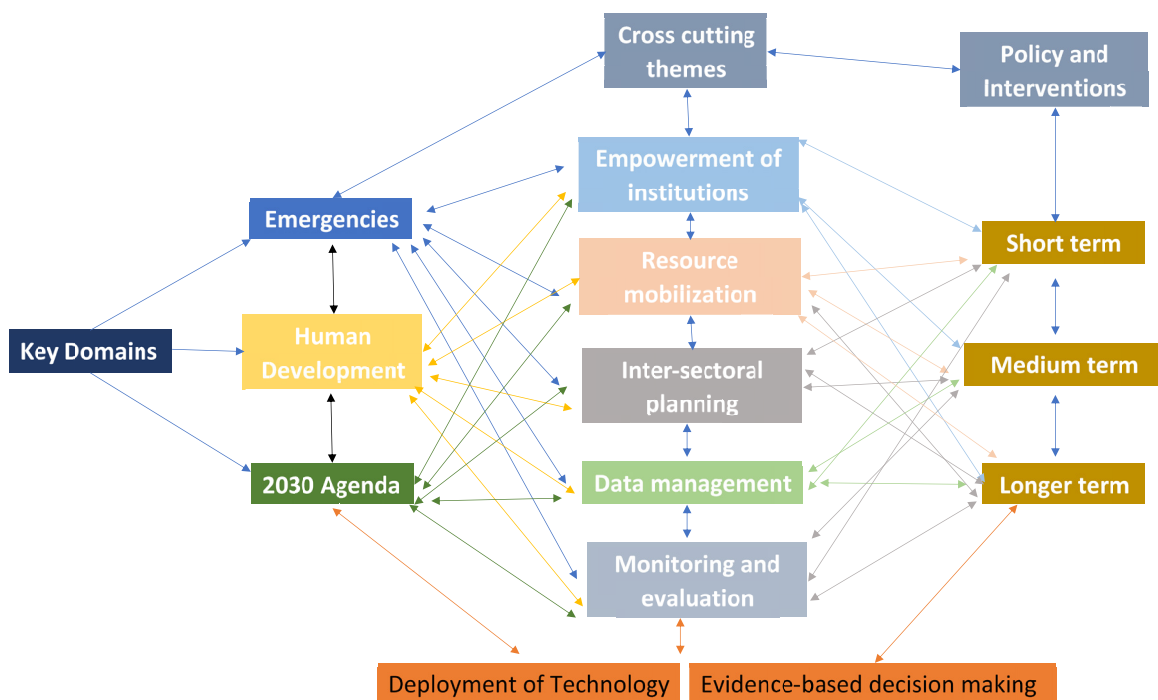 Cross cutting
themes
Policy and
Interventions
Empowerment of
institutions
Emergencies
Short term
Resource
mobilization
Key Domains
Human
Development
Inter-sectoral
planning
Medium term
2030 Agenda
Data management
Longer term
Monitoring and
evaluation
Deployment of Technology
Evidence-based decision making